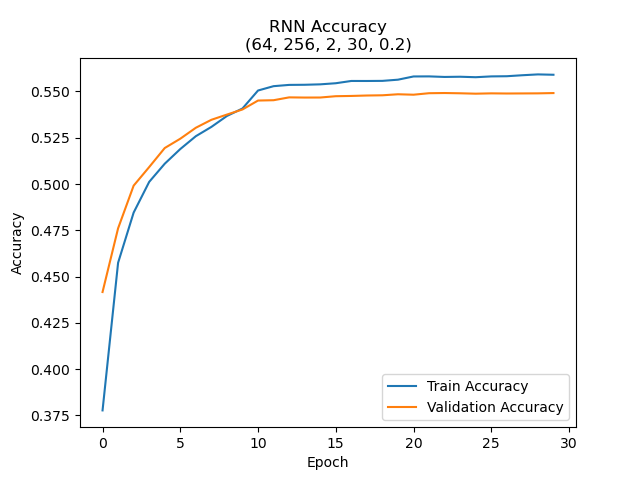 RNN Accuracy
(64, 256, 2, 30, 0.2)
Accuracy
0.550
0.525
0.500
0.475
0.450
0.425
0.400
0.375
0 5 10 15 20 25 30
Epoch
Train Accuracy
Validation Accuracy